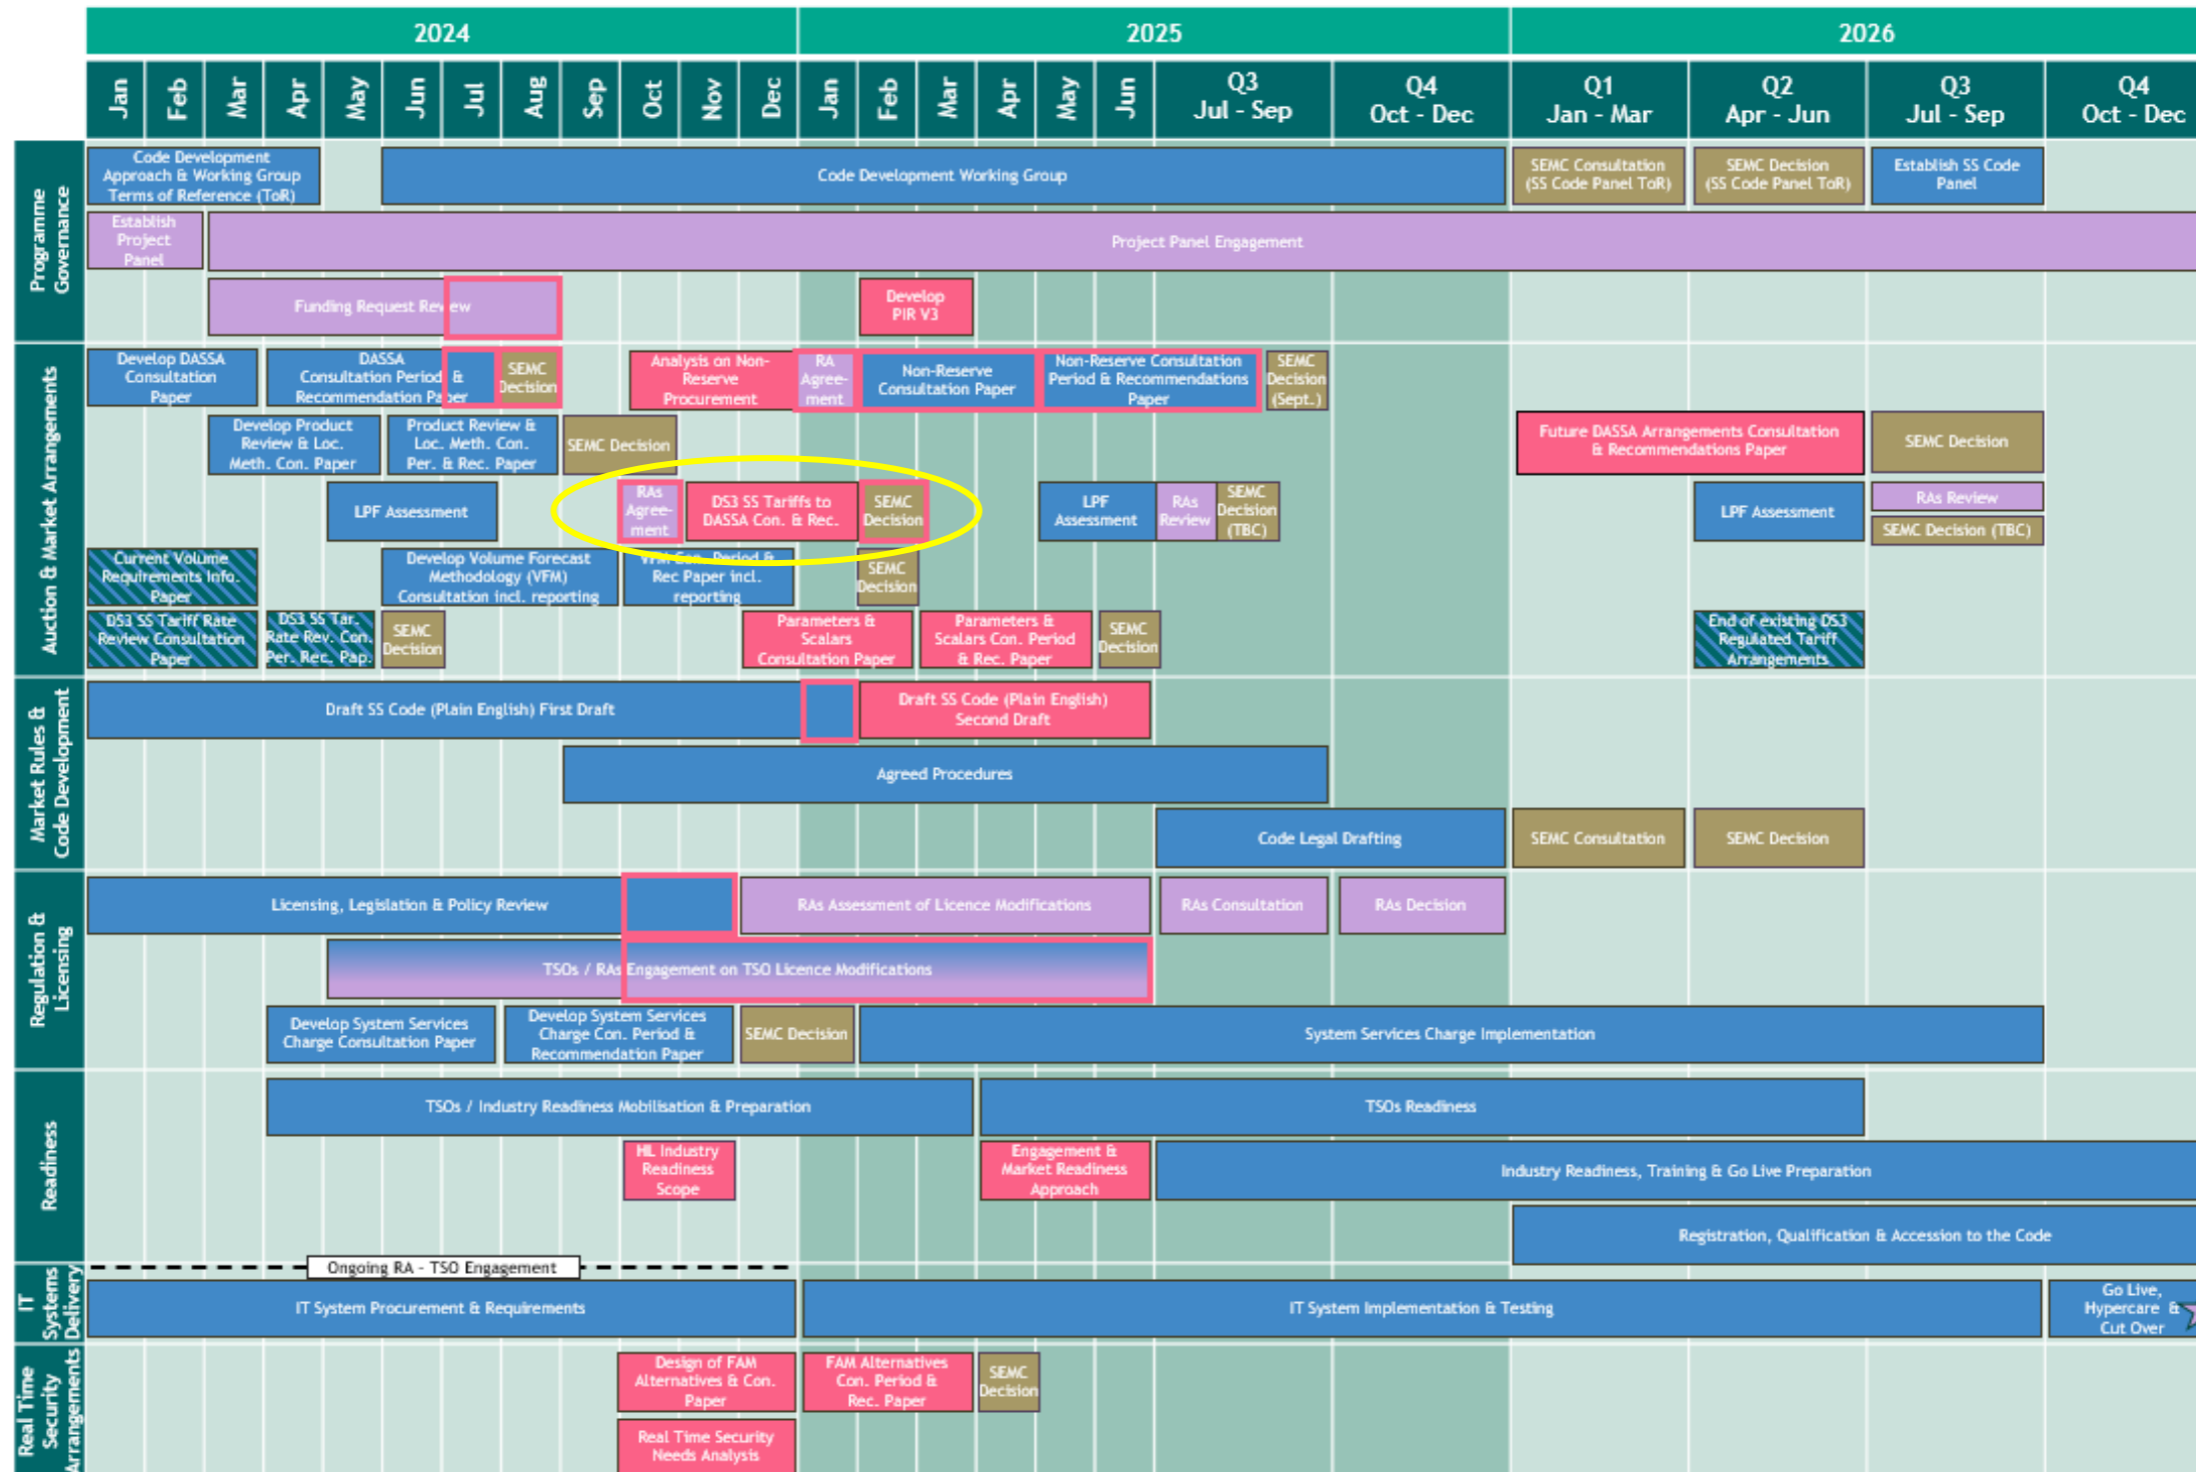 2024
2025
2026
Jan
Feb
Mar
Apr
May
Jun
Jul
Aug
Sep
Oct
Nov
Dec
Jan
Feb
Mar
Apr
May
Jun
Q3
Jul - Sep
Q4
Oct - Dec
Q1
Jan - Mar
Q2
Apr - Jun
Q3
Jul - Sep
Q4
Oct - Dec
Programme
Governance
Code Development
Approach & Working Group
Terms of Reference (ToR)
Code Development Working Group
SEMC Consultation
(SS Code Panel ToR)
SEMC Decision
(SS Code Panel ToR)
Establish SS Code
Panel
Establish
Project
Panel
Project Panel Engagement
Funding Request Review
Develop
PIR V3
Auction & Market Arrangements
Develop DASSA
Consultation
Paper
DASSA
Consultation Period &
Recommendation Paper
SEMC
Decision
Analysis on Non-
Reserve
Procurement
RA
Agree-
ment
Non-Reserve
Consultation Paper
Non-Reserve Consultation
Period & Recommendations
Paper
SEMC
Decision
(Sept.)
Develop Product
Review & Loc.
Meth. Con. Paper
Product Review &
Loc. Meth. Con.
Per. & Rec. Paper
SEMC Decision
Future DASSA Arrangements Consultation
& Recommendations Paper
SEMC Decision
LPF Assessment
RAs
Agree-
ment
DS3 SS Tariffs to
DASSA Con. & Rec.
SEMC
Decision
LPF
Assessment
RAs
Review
SEMC
Decision
(TBC)
LPF Assessment
RAs Review
SEMC Decision (TBC)
Current Volume
Requirements Info.
Paper
Develop Volume Forecast
Methodology (VFM)
Consultation incl. reporting
VFM Con. Period &
Rec Paper incl.
reporting
SEMC
Decision
DS3 SS Tariff Rate
Review Consultation
Paper
DS3 SS Tar.
Rate Rev. Con.
Per. Rec. Pap.
SEMC
Decision
Parameters &
Scalars
Consultation Paper
Parameters &
Scalars Con. Period
& Rec. Paper
SEMC
Decision
End of existing DS3
Regulated Tariff
Arrangements
Market Rules &
Code Development
Draft SS Code (Plain English) First Draft
Draft SS Code (Plain English)
Second Draft
Agreed Procedures
Code Legal Drafting
SEMC Consultation
SEMC Decision
Regulation &
Licensing
Licensing, Legislation & Policy Review
RAs Assessment of Licence Modifications
RAs Consultation
RAs Decision
TSOs / RAs Engagement on TSO Licence Modifications
Develop System Services
Charge Consultation Paper
Develop System Services
Charge Con. Period &
Recommendation Paper
SEMC Decision
System Services Charge Implementation
Readiness
TSOs / Industry Readiness Mobilisation & Preparation
TSOs Readiness
HL Industry
Readiness
Scope
Engagement &
Market Readiness
Approach
Industry Readiness, Training & Go Live Preparation
Registration, Qualification & Accession to the Code
Ongoing RA - TSO Engagement
IT
Systems
Delivery
IT System Procurement & Requirements
IT System Implementation & Testing
Go Live,
Hypercare &
Cut Over
Real Time
Security
Arrangements
Design of FAM
Alternatives & Con.
Paper
FAM Alternatives
Con. Period &
Rec. Paper
SEMC
Decision
Real Time Security
Needs Analysis